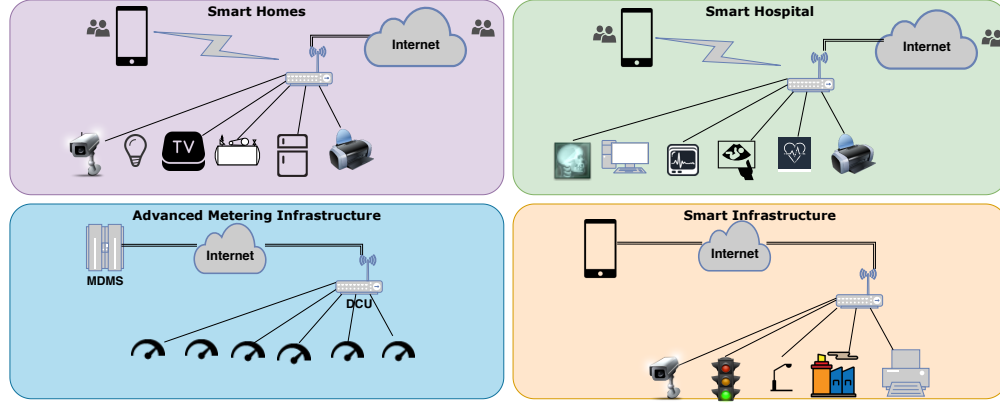 Smart Homes
Internet
TV
Smart Hospital
Internet
Advanced Metering Infrastructure
MDMS
Internet
DCU
Smart Infrastructure
Internet